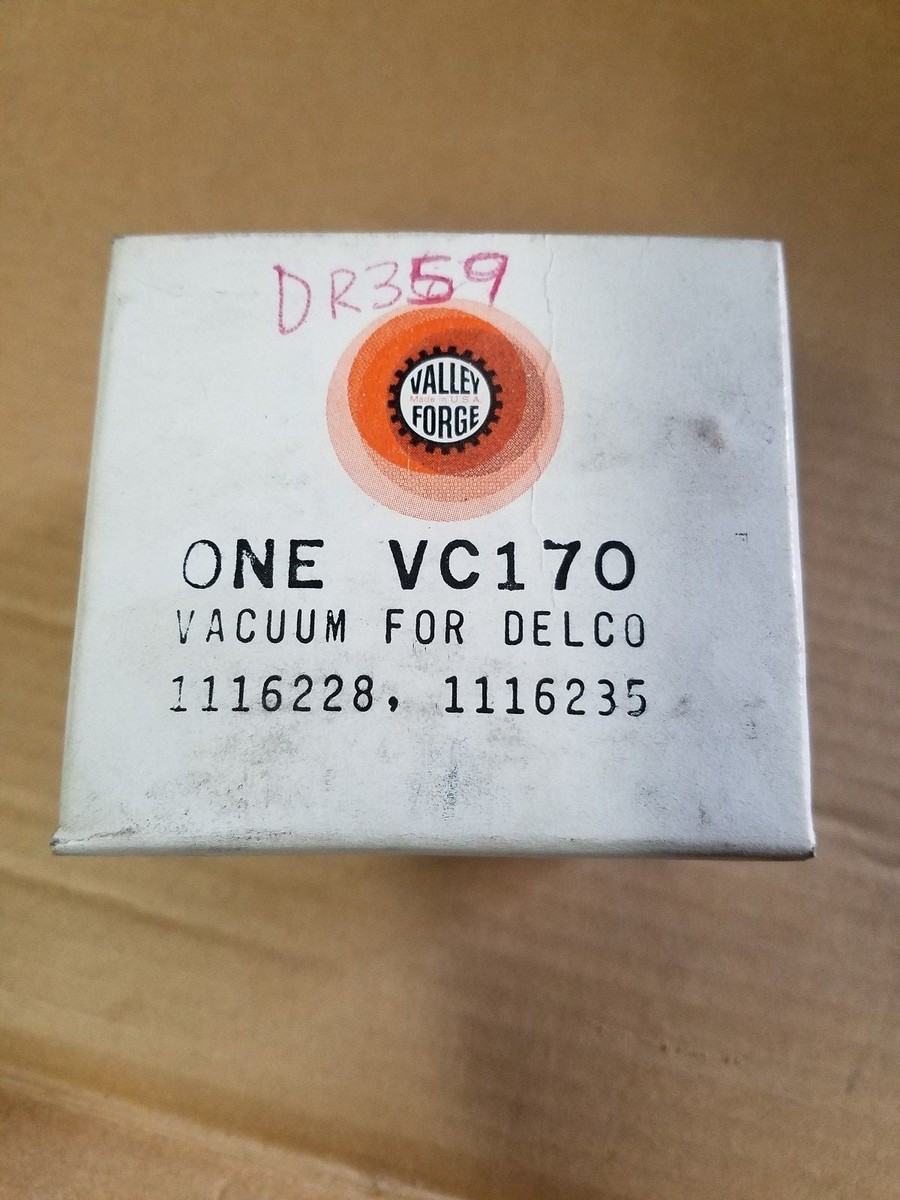 DR359
VALLEY
Made in U.S.A.
FORGE
ONE VC170
VACUUM FOR DELCO
1116228, 1116235